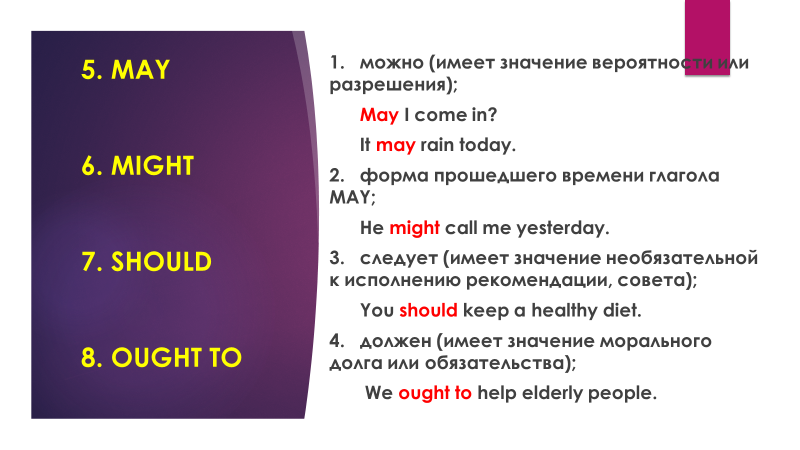 5. MAY
6. MIGHT
7. SHOULD
8. OUGHT TO
1. можно (имеет значение вероятности или
разрешения);
May I come in?
It may rain today.
2. форма прошедшего времени глагола
MAY;
He might call me yesterday.
3. следует (имеет значение необязательной
к исполнению рекомендации, совета);
You should keep a healthy diet.
4. должен (имеет значение морального
долга или обязательства);
We ought to help elderly people.